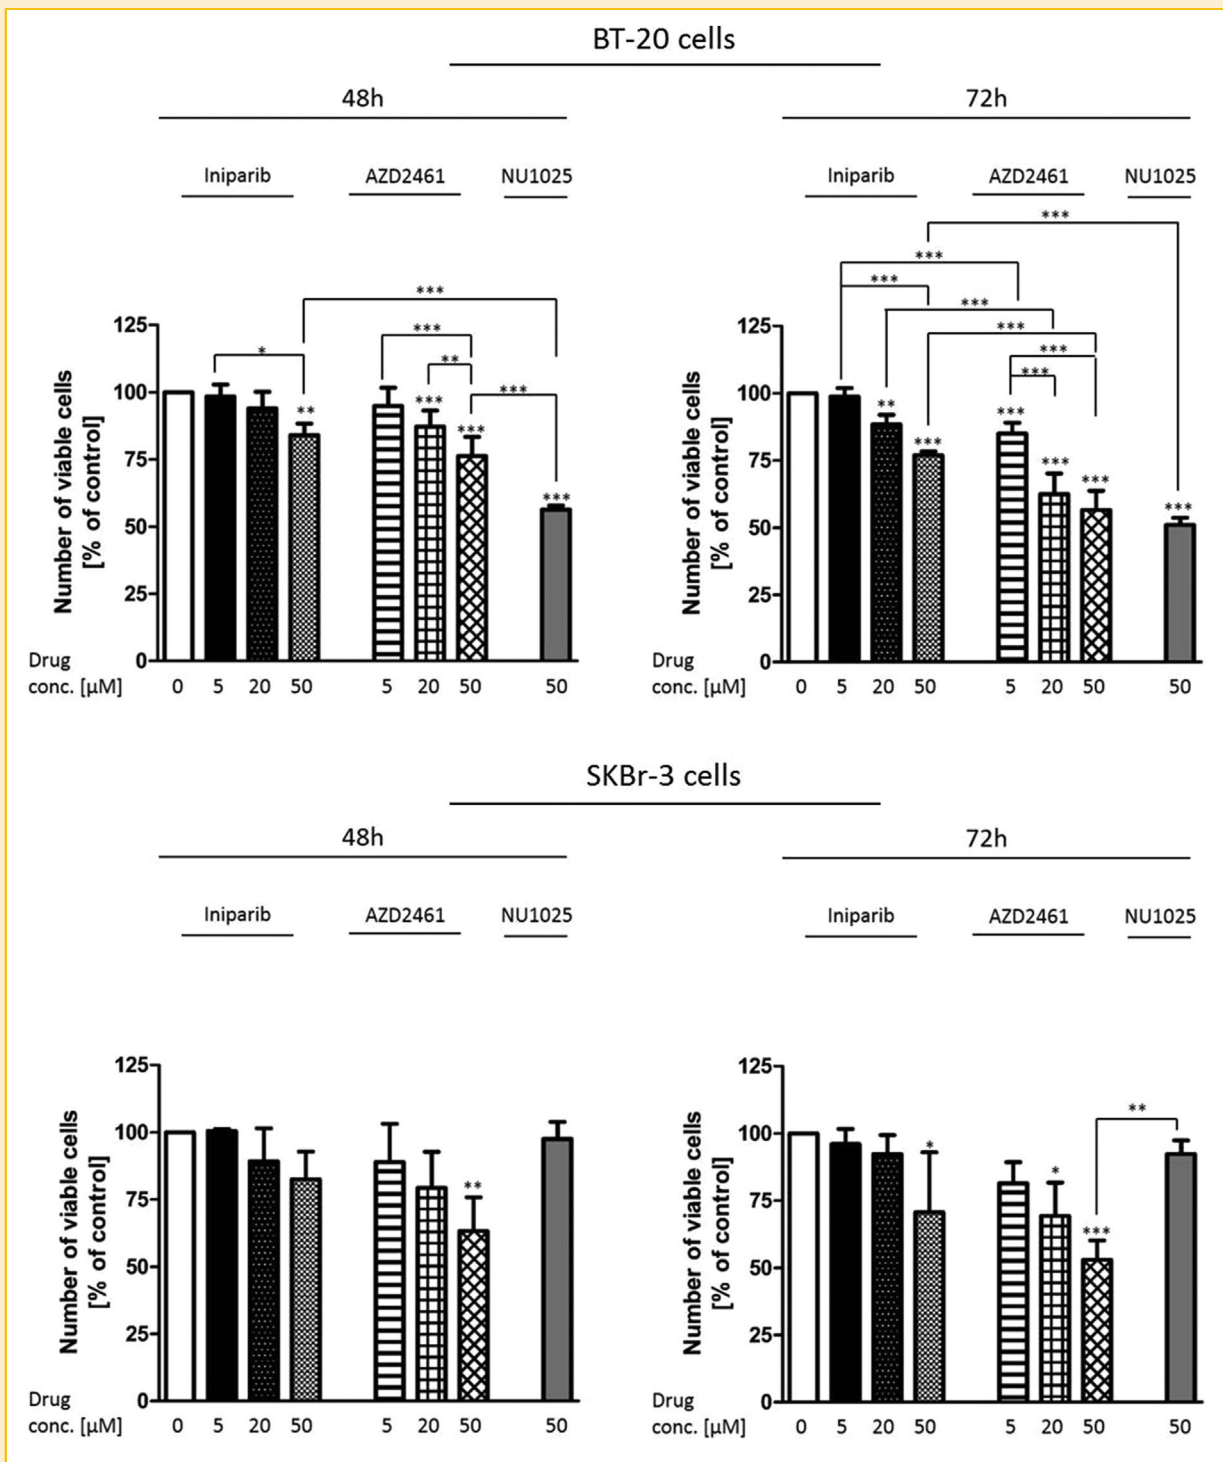 BT-20 cells
48h
72h
Iniparib
AZD2461
NU1025
Iniparib
AZD2461
NU1025
***
***
***
***
***
***
***
***
***
**
***
*
***
**
***
***
***
**
***
***
***
***
***
***
125
100
75
50
25
0
Number of viable cells
[% of control]
125
100
75
50
25
0
Number of viable cells
[% of control]
Drug
conc. [µM]
0 5 20 50 5 20 50 50
Drug
conc. [µM]
0 5 20 50 5 20 50 50
SKBr-3 cells
48h
72h
Iniparib
AZD2461
NU1025
Iniparib
AZD2461
NU1025
125
100
75
50
25
0
Number of viable cells
[% of control]
**
125
100
75
50
25
0
Number of viable cells
[% of control]
**
*
*
***
Drug
conc. [µM]
0 5 20 50 5 20 50 50
Drug
conc. [µM]
0 5 20 50 5 20 50 50